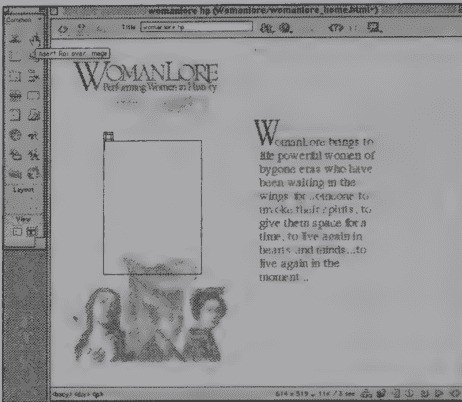 womanlore hp (Womanlore/womanlore_home.html*)
Common
Title womanlore hp
Insert Rollover Image
WOMANLORE
Performing Women in History
WomanLore brings to
life powerful women of
bygone eras who have
been waiting in the
wings for someone to
invoke their spirits, to
give them space for a
time, to live again in
hearts and minds...to
live again in the
moment...
Layout
View
<body> <div> <p>